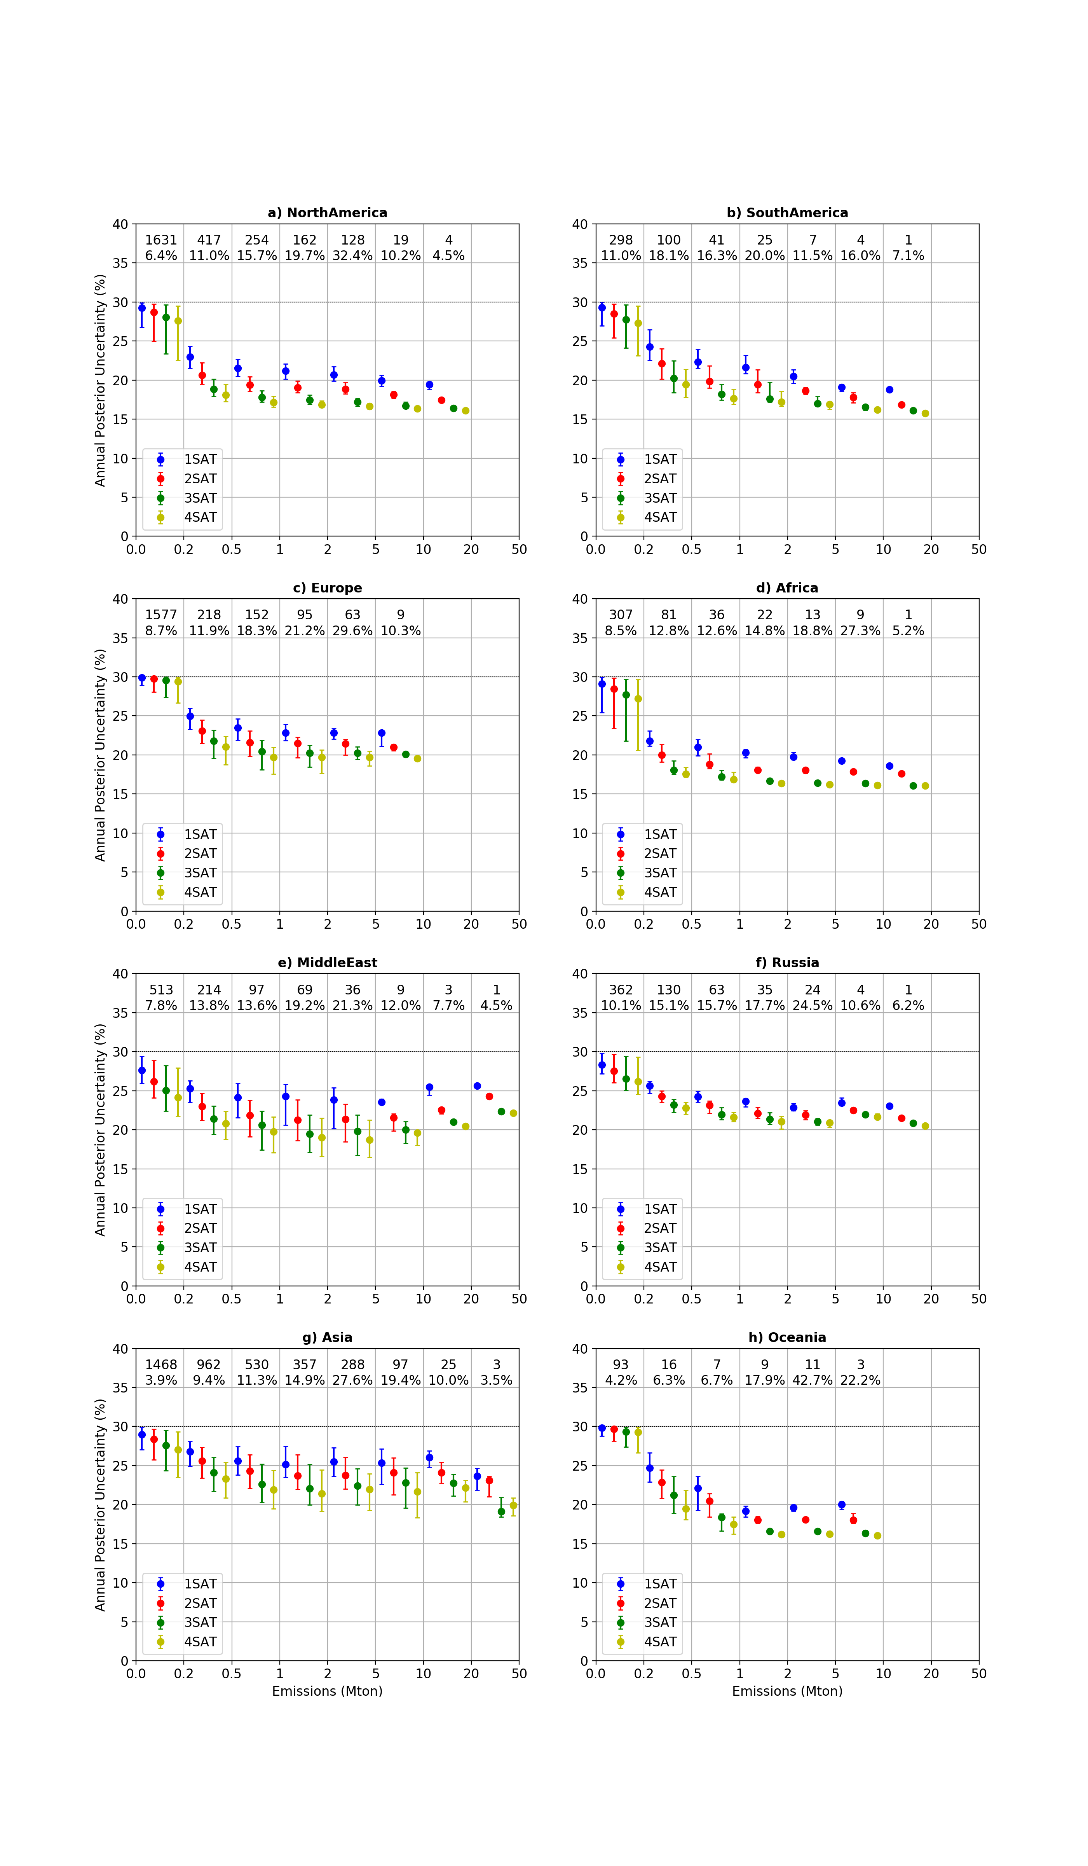 a) NorthAmerica
1631 417 254 162 128 19 4
6.4% 11.0% 15.7% 19.7% 32.4% 10.2% 4.5%
Annual Posterior Uncertainty (%)
40
35
30
25
20
15
10
5
0
1SAT
2SAT
3SAT
4SAT
0.0 0.2 0.5 1 2 5 10 20 50
b) SouthAmerica
298 100 41 25 7 4 1
11.0% 18.1% 16.3% 20.0% 11.5% 16.0% 7.1%
40
35
30
25
20
15
10
5
0
1SAT
2SAT
3SAT
4SAT
0.0 0.2 0.5 1 2 5 10 20 50
c) Europe
1577 218 152 95 63 9
8.7% 11.9% 18.3% 21.2% 29.6% 10.3%
Annual Posterior Uncertainty (%)
40
35
30
25
20
15
10
5
0
1SAT
2SAT
3SAT
4SAT
0.0 0.2 0.5 1 2 5 10 20 50
d) Africa
307 81 36 22 13 9 1
8.5% 12.8% 12.6% 14.8% 18.8% 27.3% 5.2%
40
35
30
25
20
15
10
5
0
1SAT
2SAT
3SAT
4SAT
0.0 0.2 0.5 1 2 5 10 20 50
e) MiddleEast
513 214 97 69 36 9 3 1
7.8% 13.8% 13.6% 19.2% 21.3% 12.0% 7.7% 4.5%
Annual Posterior Uncertainty (%)
40
35
30
25
20
15
10
5
0
1SAT
2SAT
3SAT
4SAT
0.0 0.2 0.5 1 2 5 10 20 50
f) Russia
362 130 63 35 24 4 1
10.1% 15.1% 15.7% 17.7% 24.5% 10.6% 6.2%
40
35
30
25
20
15
10
5
0
1SAT
2SAT
3SAT
4SAT
0.0 0.2 0.5 1 2 5 10 20 50
g) Asia
1468 962 530 357 288 97 25 3
3.9% 9.4% 11.3% 14.9% 27.6% 19.4% 10.0% 3.5%
Annual Posterior Uncertainty (%)
40
35
30
25
20
15
10
5
0
1SAT
2SAT
3SAT
4SAT
0.0 0.2 0.5 1 2 5 10 20 50
Emissions (Mton)
h) Oceania
93 16 7 9 11 3
4.2% 6.3% 6.7% 17.9% 42.7% 22.2%
40
35
30
25
20
15
10
5
0
1SAT
2SAT
3SAT
4SAT
0.0 0.2 0.5 1 2 5 10 20 50
Emissions (Mton)